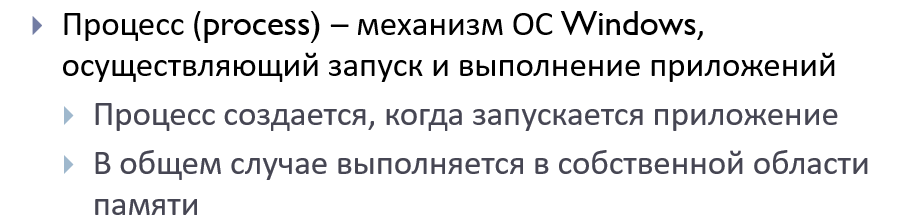 Процесс (process) – механизм ОС Windows,
осуществляющий запуск и выполнение приложений
Процесс создается, когда запускается приложение
В общем случае выполняется в собственной области
памяти